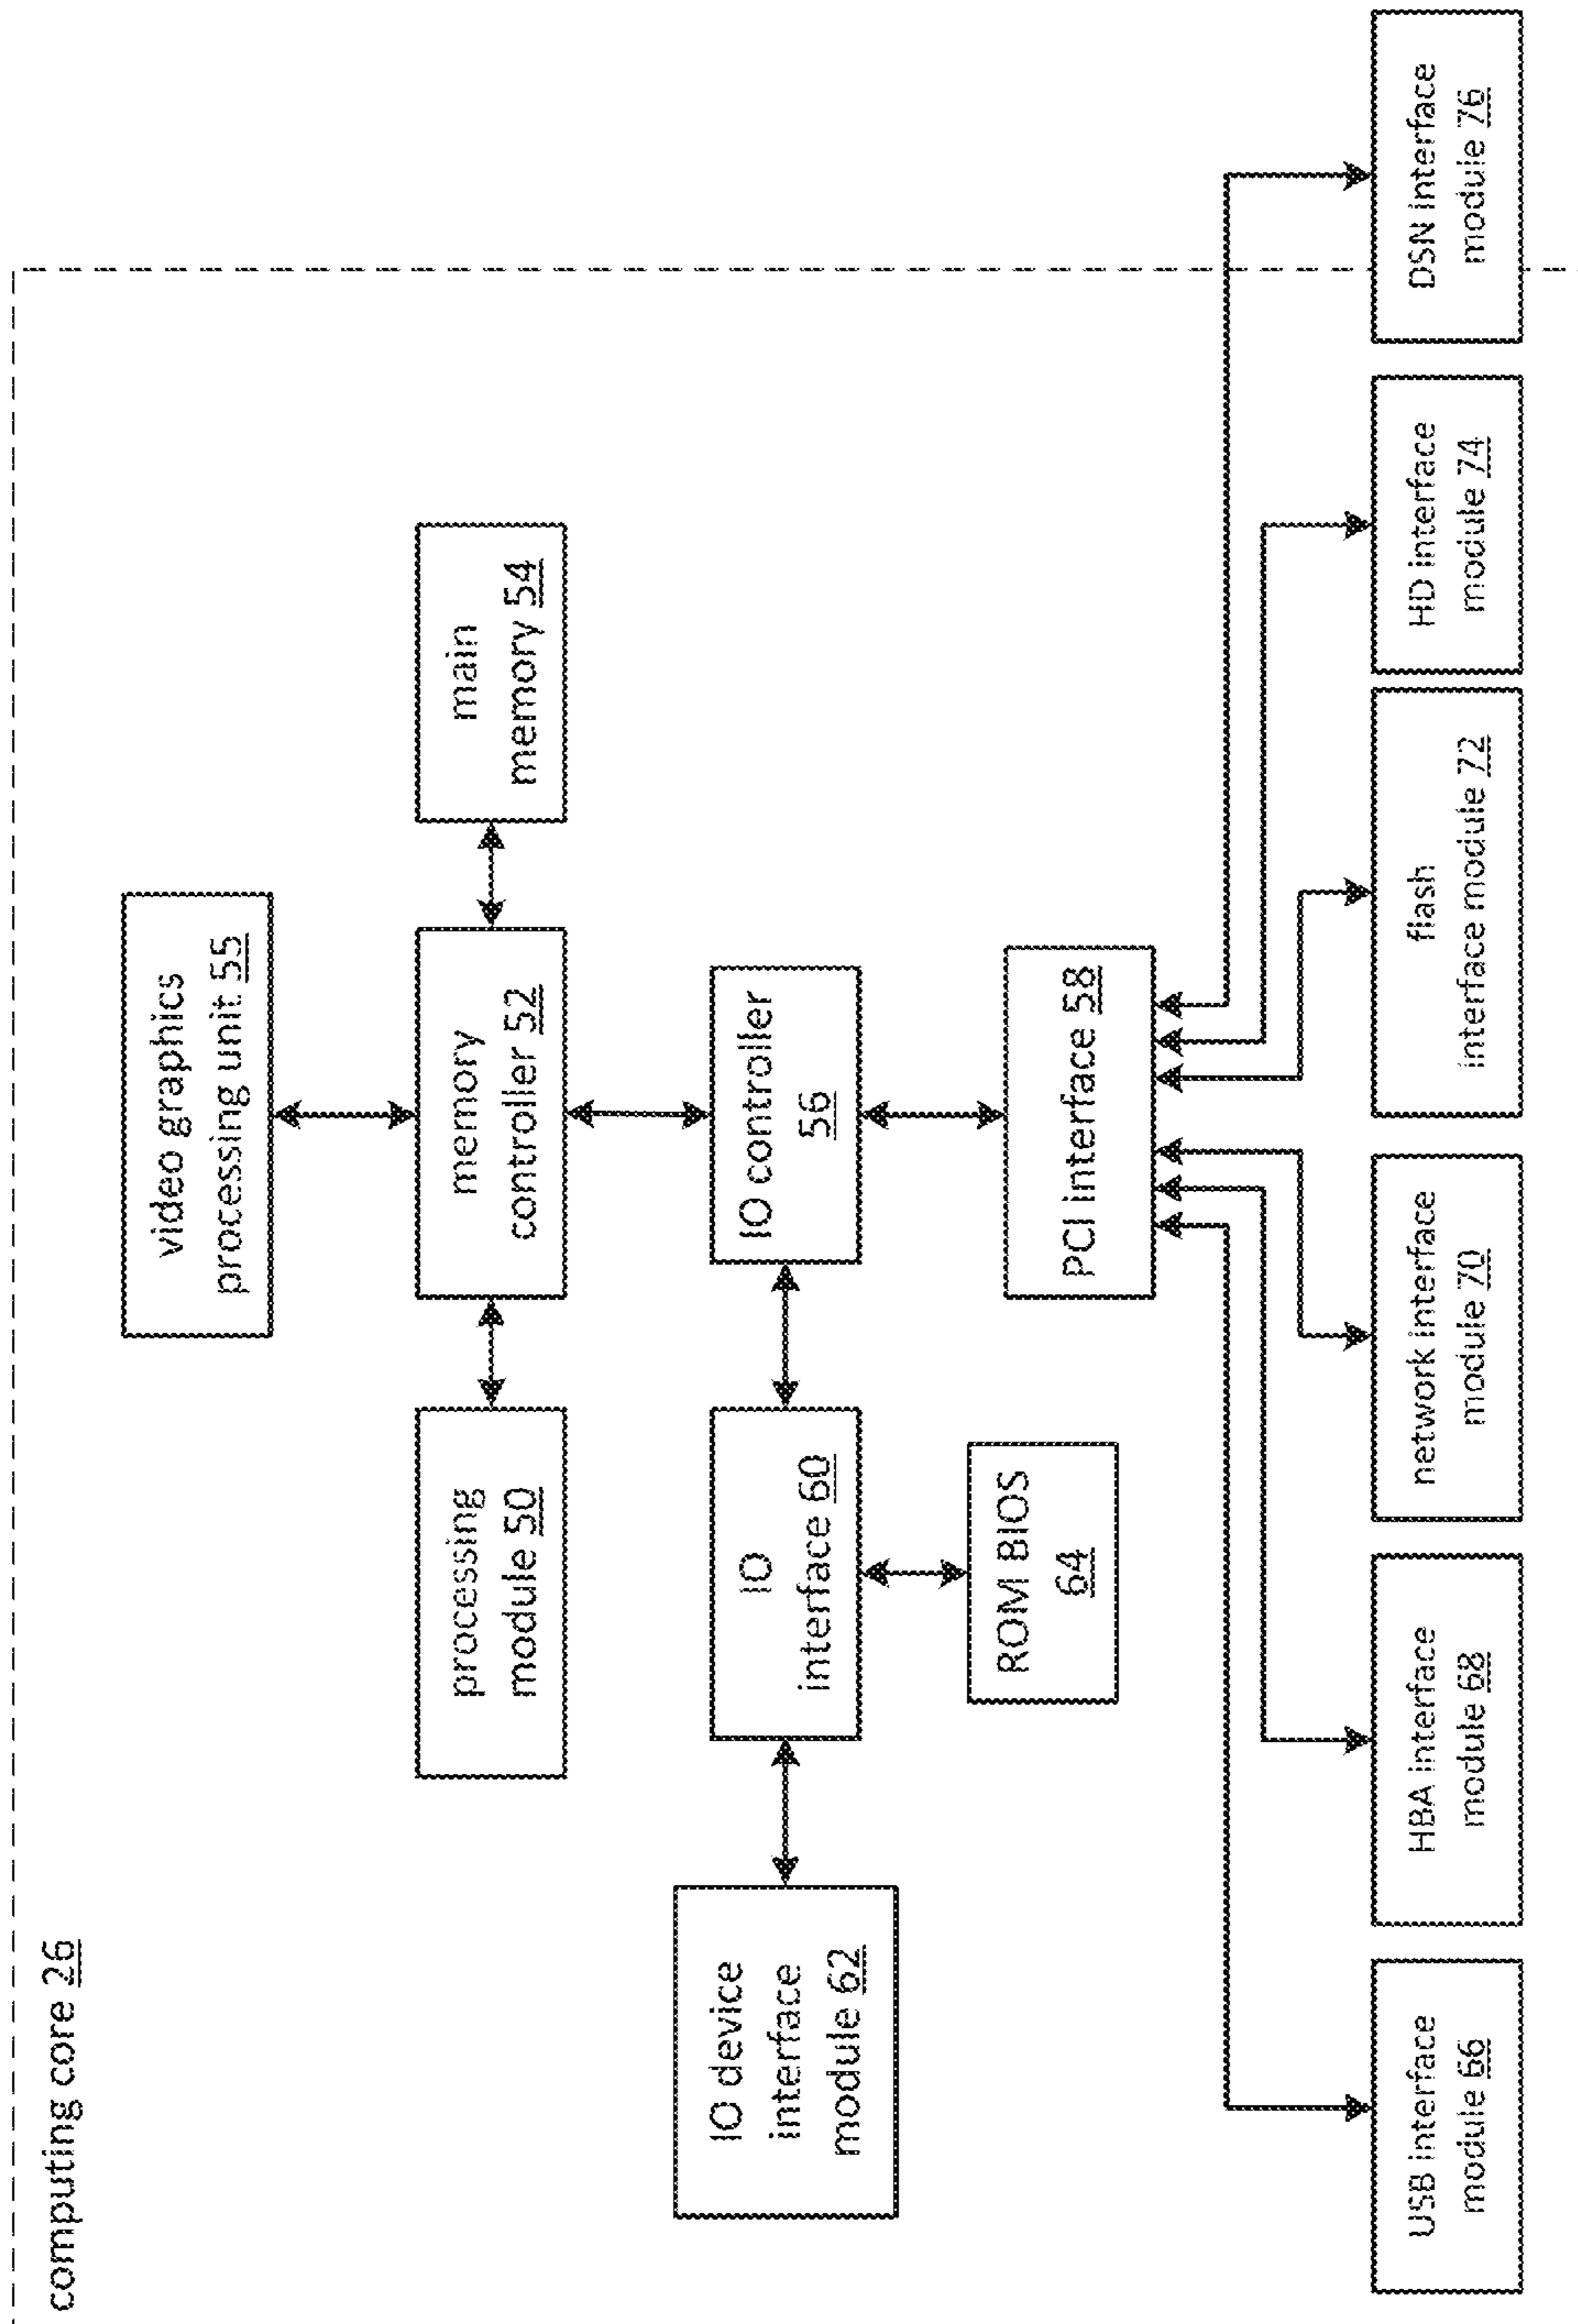 computing core 26
video graphics
processing unit 55
processing
module 50
memory
controller 52
main
memory 54
IO device
interface
module 62
IO
interface 60
IO controller
56
ROM BIOS
64
PCI interface 58
USB interface
module 66
HBA interface
module 68
network interface
module 70
flash
interface module 72
HD interface
module 74
DSN interface
module 76